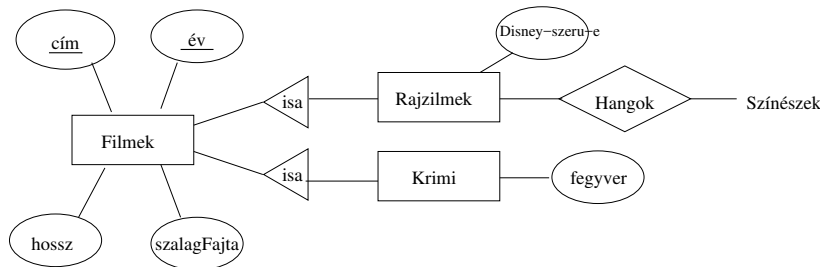 cím
év
Disney-szeru-e
isa
Rajzilmek
Hangok
Színészek
Filmek
isa
Krimi
fegyver
hossz
szalagFajta